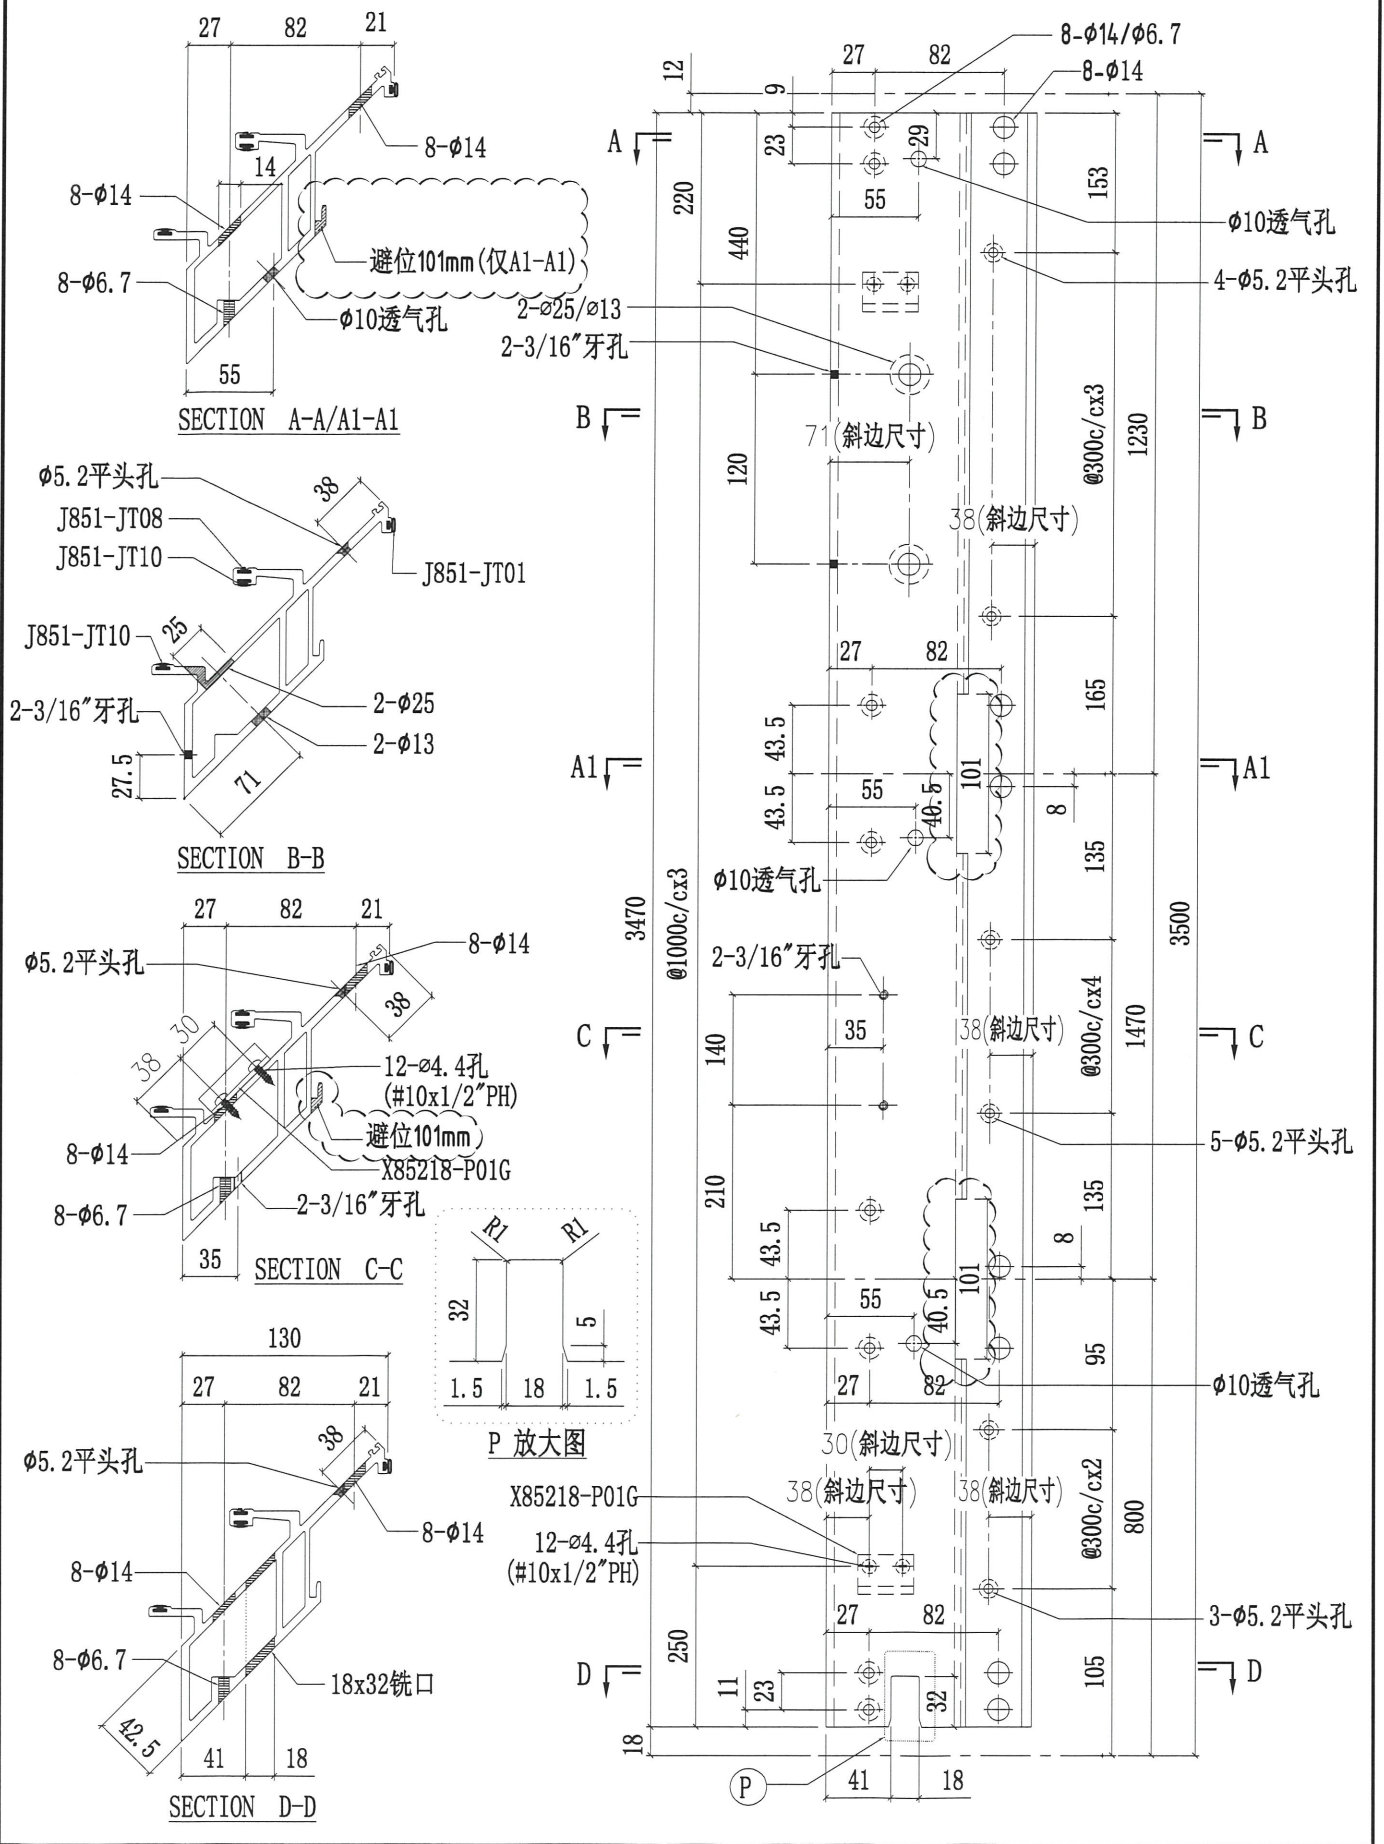 27
82
21
8-ϕ14
14
8-ϕ14
避位101mm(仅A1-A1)
8-ϕ6.7
ϕ10透气孔
55
SECTION A-A/A1-A1
ϕ5.2平头孔
38
J851-JT08
J851-JT10
J851-JT01
J851-JT10
25
2-3/16"牙孔
2-ϕ25
2-ϕ13
27.5
71
SECTION B-B
27
82
21
8-ϕ14
ϕ5.2平头孔
38
30
38
12-⌀4.4孔
(#10x1/2"PH)
避位101mm
8-ϕ14
X85218-P01G
8-ϕ6.7
2-3/16"牙孔
35
SECTION C-C
R1
R1
32
5
1.5
18
1.5
P 放大图
130
27
82
21
38
ϕ5.2平头孔
8-ϕ14
8-ϕ14
8-ϕ6.7
18x32铣口
42.5
41
18
SECTION D-D
8-ϕ14/ϕ6.7
27
82
8-ϕ14
12
9
A
23
29
A
220
153
55
ϕ10透气孔
440
4-ϕ5.2平头孔
2-⌀25/⌀13
2-3/16"牙孔
B
B
71(斜边尺寸)
@300c/cx3
1230
120
38(斜边尺寸)
27
82
165
43.5
A1
101
A1
55
43.5
40.5
8
135
ϕ10透气孔
3470
@1000c/cx3
3500
2-3/16"牙孔
C
35
38(斜边尺寸)
C
140
@300c/cx4
1470
5-ϕ5.2平头孔
210
135
43.5
8
101
55
43.5
40.5
95
27
82
ϕ10透气孔
30(斜边尺寸)
X85218-P01G
38(斜边尺寸)
38(斜边尺寸)
12-⌀4.4孔
(#10x1/2"PH)
@300c/cx2
800
27
82
3-ϕ5.2平头孔
250
D
D
11
23
32
105
18
P
41
18